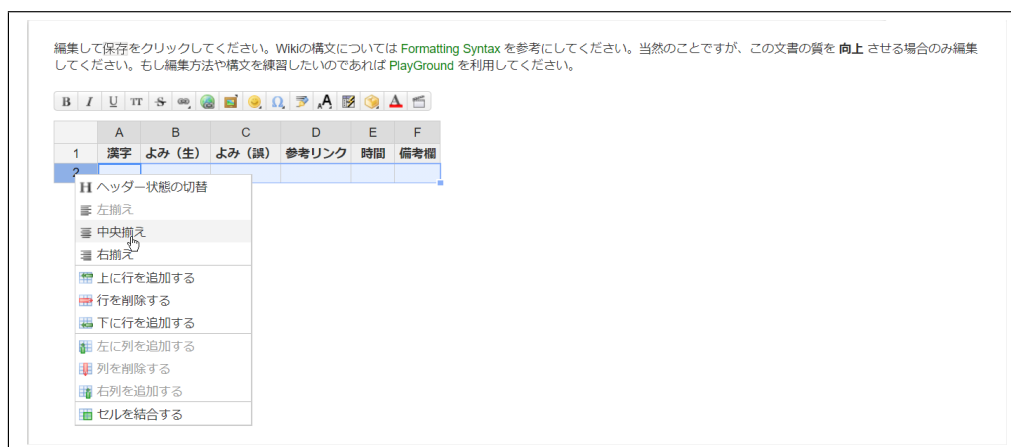 編集して保存をクリックしてください。Wikiの構文については Formatting Syntax を参考にしてください。当然のことですが、この文書の質を 向上 させる場合のみ編集
してください。もし編集方法や構文を練習したいのであれば PlayGround を利用してください。
B I U TT S
A B C D E F
1 漢字 よみ（生） よみ（誤） 参考リンク 時間 備考欄
2
H ヘッダー状態の切替
左揃え
中央揃え
右揃え
上に行を追加する
行を削除する
下に行を追加する
左に列を追加する
列を削除する
右列を追加する
セルを結合する